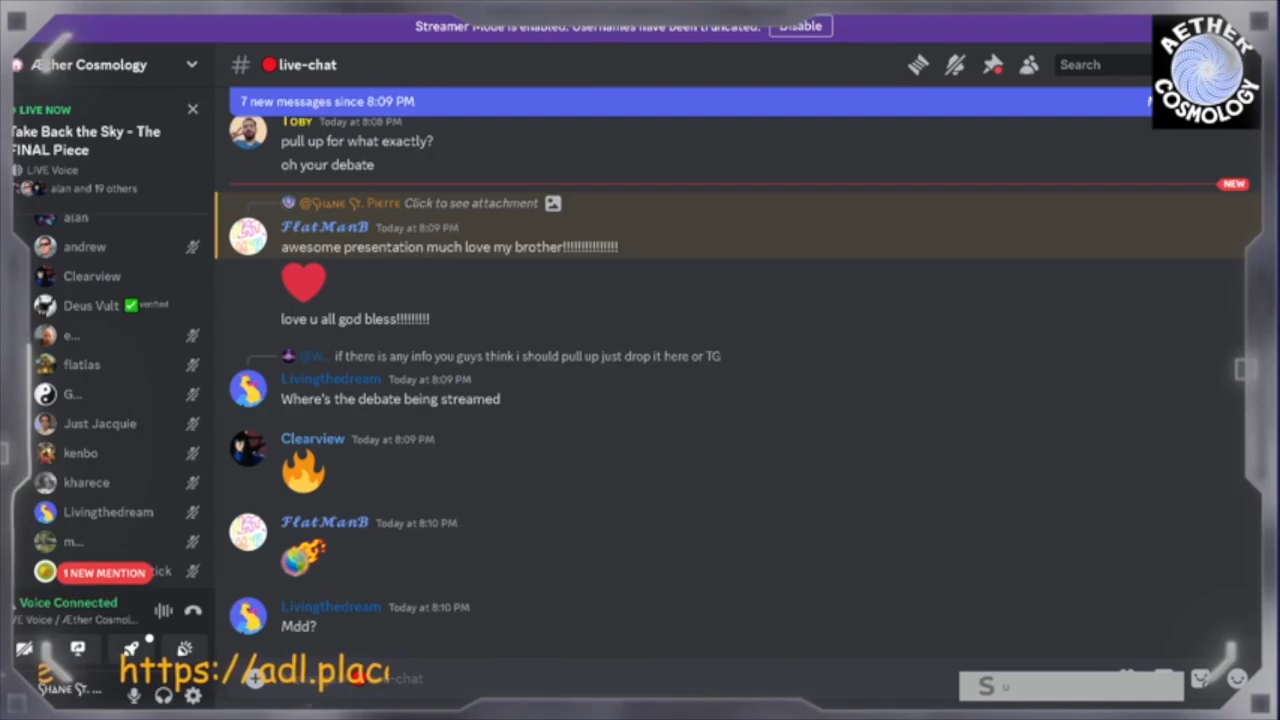 Streamer Mode is enabled. Usernames have been truncated. Disable
Æther Cosmology
LIVE NOW
Take Back the Sky - The
FINAL Piece
LIVE Voice
alan and 19 others
alan
andrew
Clearview
Deus Vult verified
e...
flatlas
G...
Just Jacquie
kenbo
kharece
Livingthedream
m...
1 NEW MENTION
Voice Connected
VE Voice / Æther Cosmol...
Shane St. ...
# live-chat
Search
AETHER
COSMOLOGY
7 new messages since 8:09 PM
Toby Today at 8:08 PM
pull up for what exactly?
oh your debate
NEW
@Shane St. Pierre Click to see attachment
FlatManB Today at 8:09 PM
awesome presentation much love my brother!!!!!!!!!!!!!!!
love u all god bless!!!!!!!!!
@W... if there is any info you guys think i should pull up just drop it here or TG
Livingthedream Today at 8:09 PM
Where's the debate being streamed
Clearview Today at 8:09 PM
FlatManB Today at 8:10 PM
Livingthedream Today at 8:10 PM
Mdd?
https://adl.plac
-chat
S u